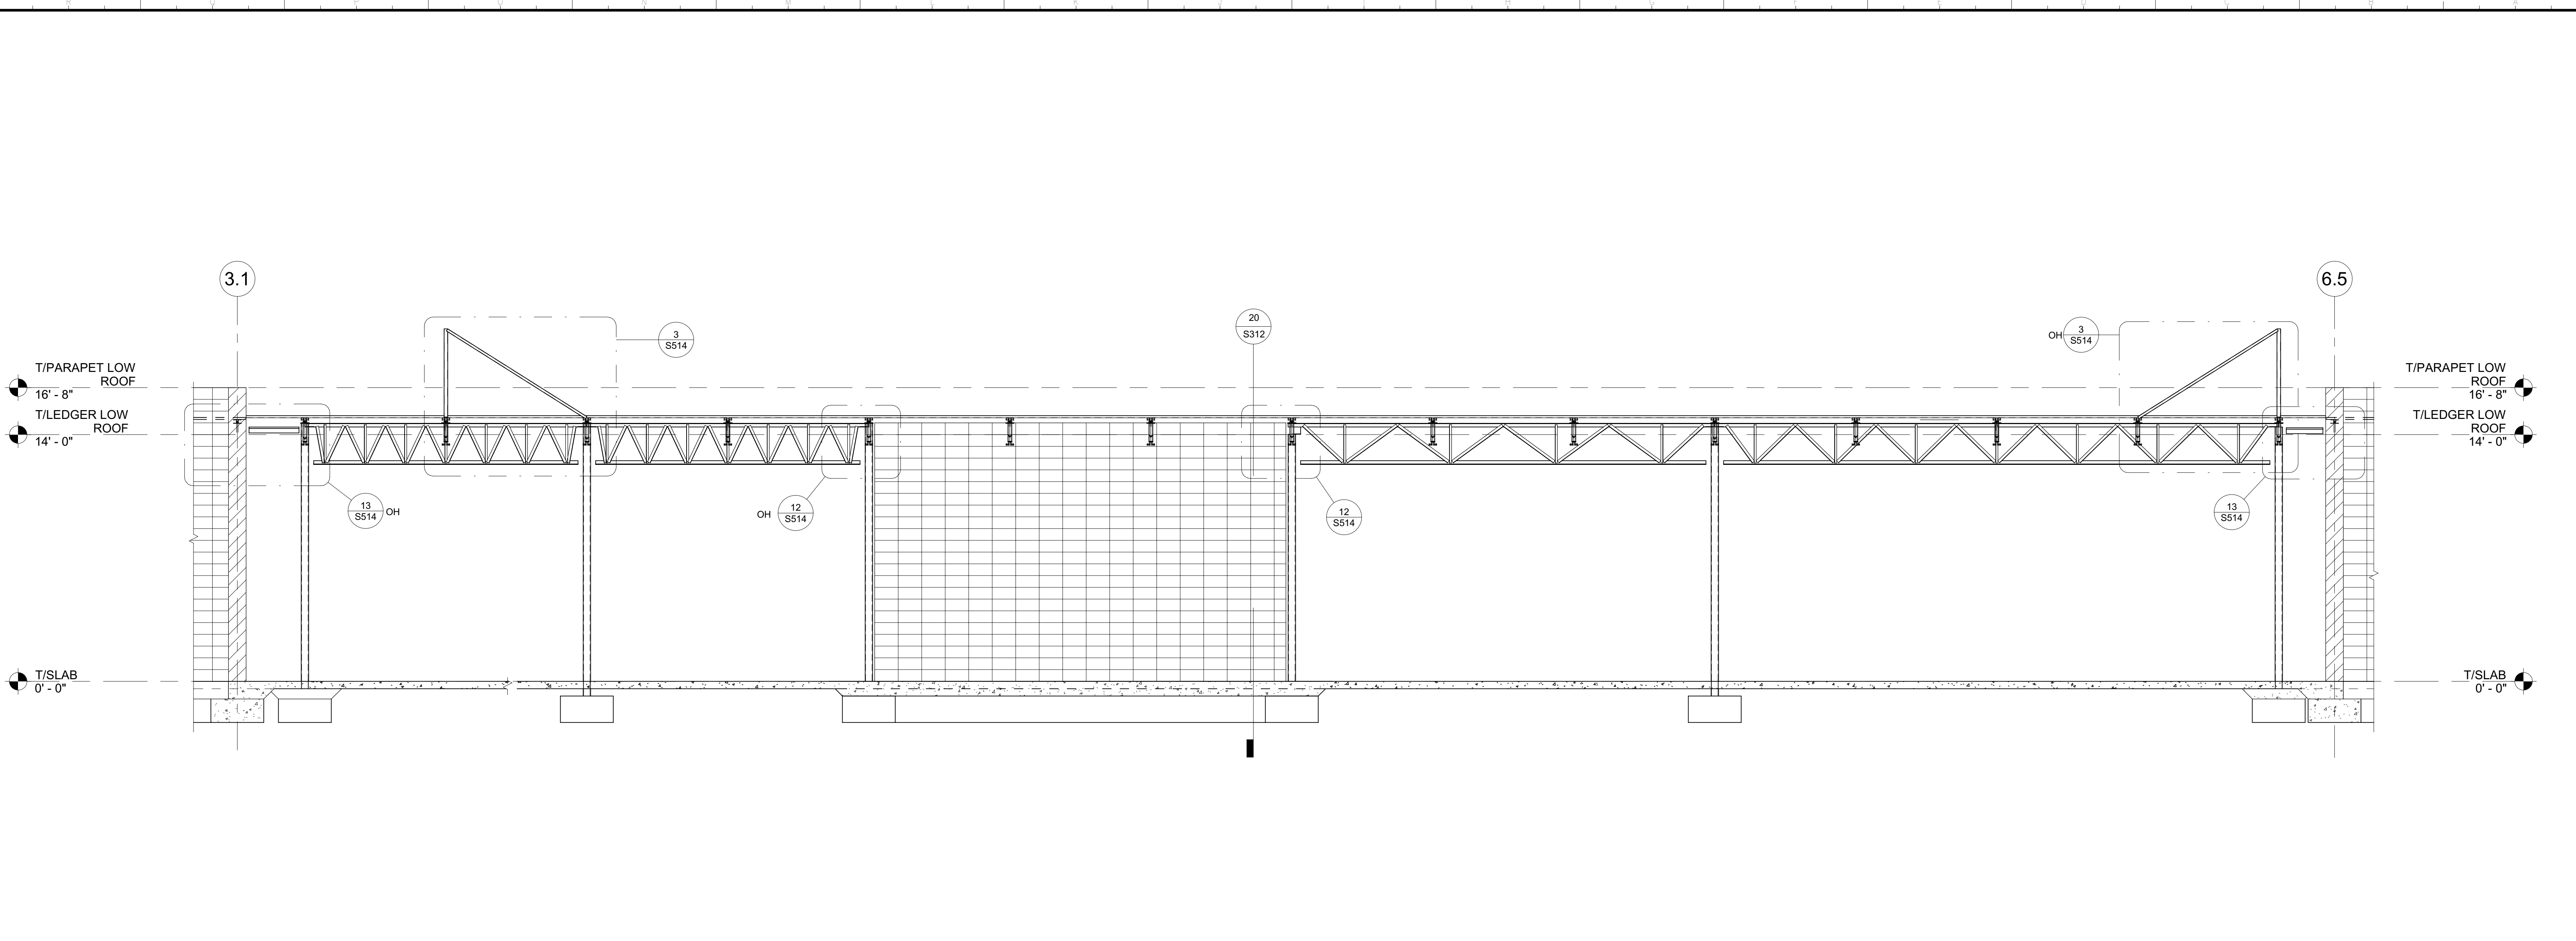 3.1
6.5
3
S514
20
S312
OH
3
S514
T/PARAPET LOW
ROOF
16' - 8"
T/LEDGER LOW
ROOF
14' - 0"
T/PARAPET LOW
ROOF
16' - 8"
T/LEDGER LOW
ROOF
14' - 0"
13
S514
OH
OH
12
S514
12
S514
13
S514
T/SLAB
0' - 0"
T/SLAB
0' - 0"